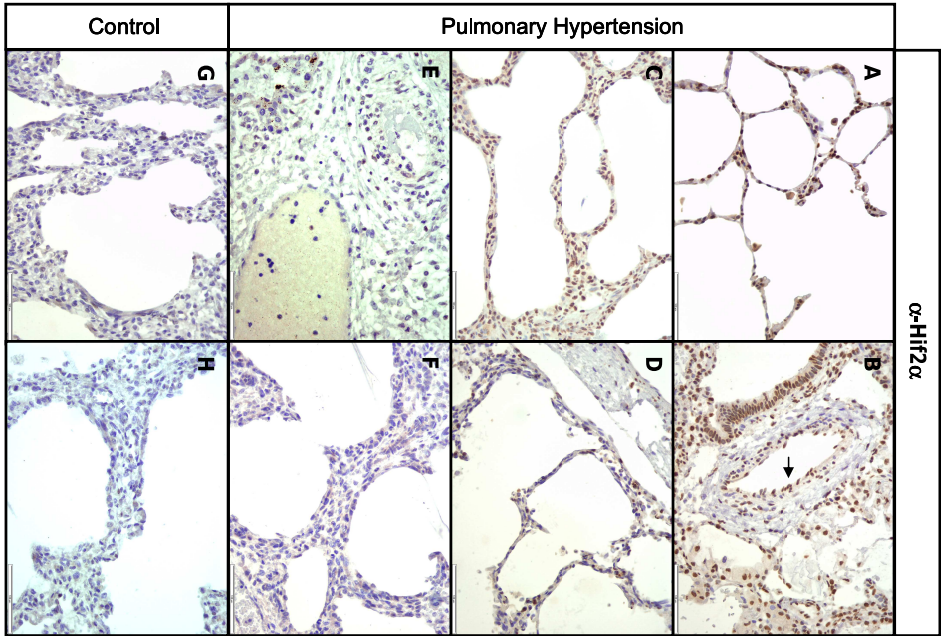 Control
Pulmonary Hypertension
α-Hif2α
G
E
C
A
H
F
D
B